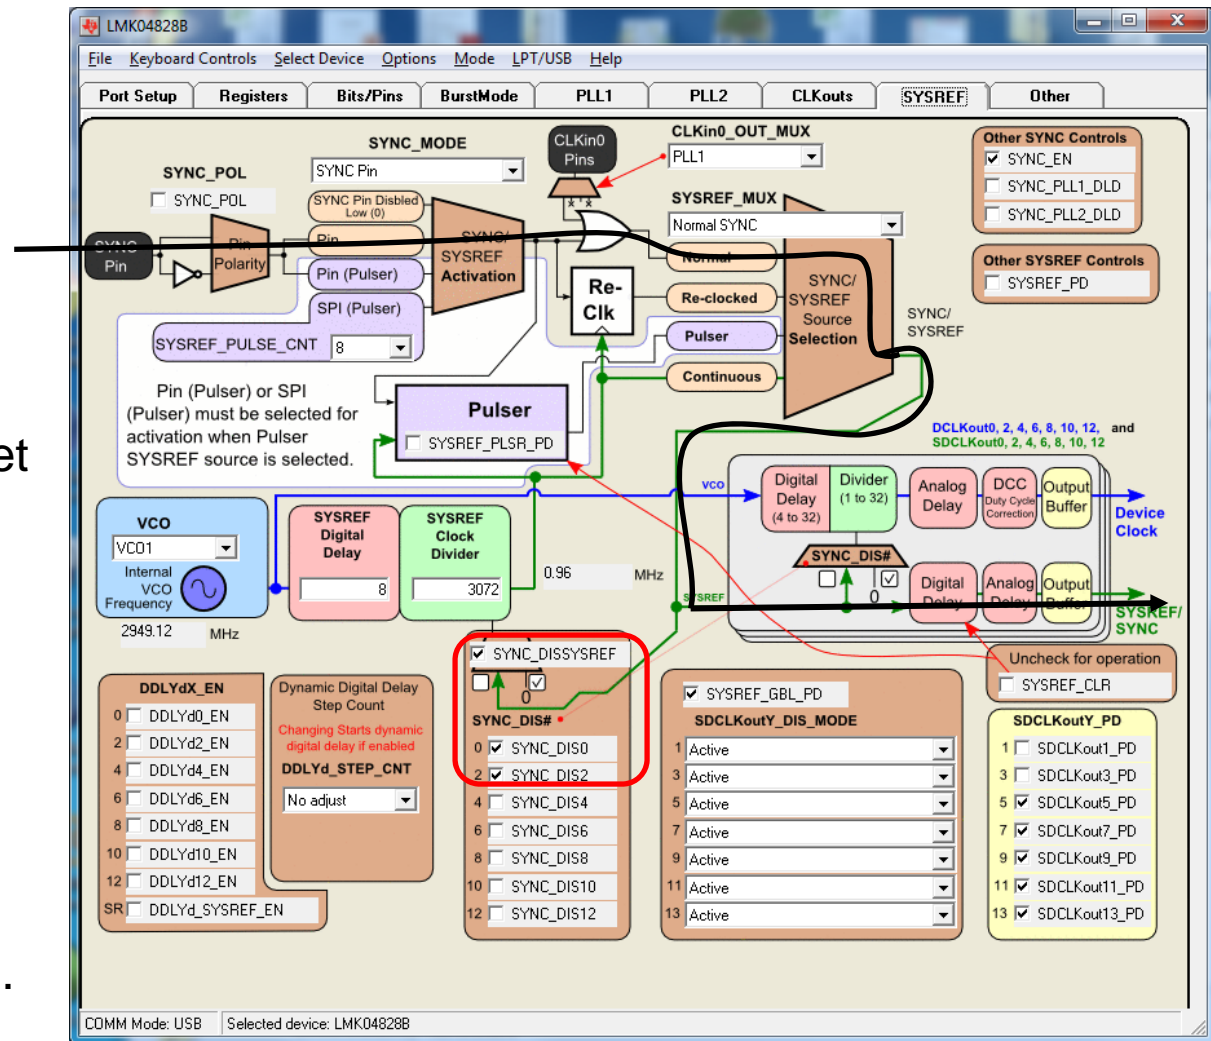 LMK04828B
File Keyboard Controls Select Device Options Mode LPT/USB Help
Port Setup Registers Bits/Pins BurstMode PLL1 PLL2 CLKouts SYSREF Other
SYNC_MODE
SYNC Pin
CLKin0
Pins
CLKin0_OUT_MUX
PLL1
Other SYNC Controls
SYNC_EN
SYNC_PLL1_DLD
SYNC_PLL2_DLD
SYNC_POL
SYNC_POL
SYNC Pin Disbled
Low (0)
SYSREF_MUX
Normal SYNC
SYNC
Pin
Pin
Polarity
Pin
Pin (Pulser)
SPI (Pulser)
SYNC/
SYSREF
Activation
Normal
Re-clocked
Pulser
Continuous
Re-
Clk
SYNC/
SYSREF
Source
Selection
SYNC/
SYSREF
Other SYSREF Controls
SYSREF_PD
SYSREF_PULSE_CNT 8
Pin (Pulser) or SPI
(Pulser) must be selected for
activation when Pulser
SYSREF source is selected.
Pulser
SYSREF_PLSR_PD
et
DCLKout0, 2, 4, 6, 8, 10, 12, and
SDCLKout0, 2, 4, 6, 8, 10, 12
VCO
Digital
Delay
(4 to 32)
Divider
(1 to 32)
Analog
Delay
DCC
Duty Cycle
Correction
Output
Buffer
Device
Clock
SYNC_DIS#
0
SYSREF
Digital
Delay
Analog
Delay
Output
Buffer
SYSREF/
SYNC
VCO
VCO1
Internal
VCO
Frequency
2949.12 MHz
SYSREF
Digital
Delay
8
SYSREF
Clock
Divider
3072
0.96 MHz
Uncheck for operation
SYSREF_CLR
SYNC_DISSYSREF
0
SYNC_DIS#
0 SYNC_DIS0
2 SYNC_DIS2
4 SYNC_DIS4
6 SYNC_DIS6
8 SYNC_DIS8
10 SYNC_DIS10
12 SYNC_DIS12
DDLYdX_EN
0 DDLYd0_EN
2 DDLYd2_EN
4 DDLYd4_EN
6 DDLYd6_EN
8 DDLYd8_EN
10 DDLYd10_EN
12 DDLYd12_EN
SR DDLYd_SYSREF_EN
Dynamic Digital Delay
Step Count
Changing Starts dynamic
digital delay if enabled
DDLYd_STEP_CNT
No adjust
SYSREF_GBL_PD
SDCLKoutY_DIS_MODE
1 Active
3 Active
5 Active
7 Active
9 Active
11 Active
13 Active
SDCLKoutY_PD
1 SDCLKout1_PD
3 SDCLKout3_PD
5 SDCLKout5_PD
7 SDCLKout7_PD
9 SDCLKout9_PD
11 SDCLKout11_PD
13 SDCLKout13_PD
.
COMM Mode: USB Selected device: LMK04828B